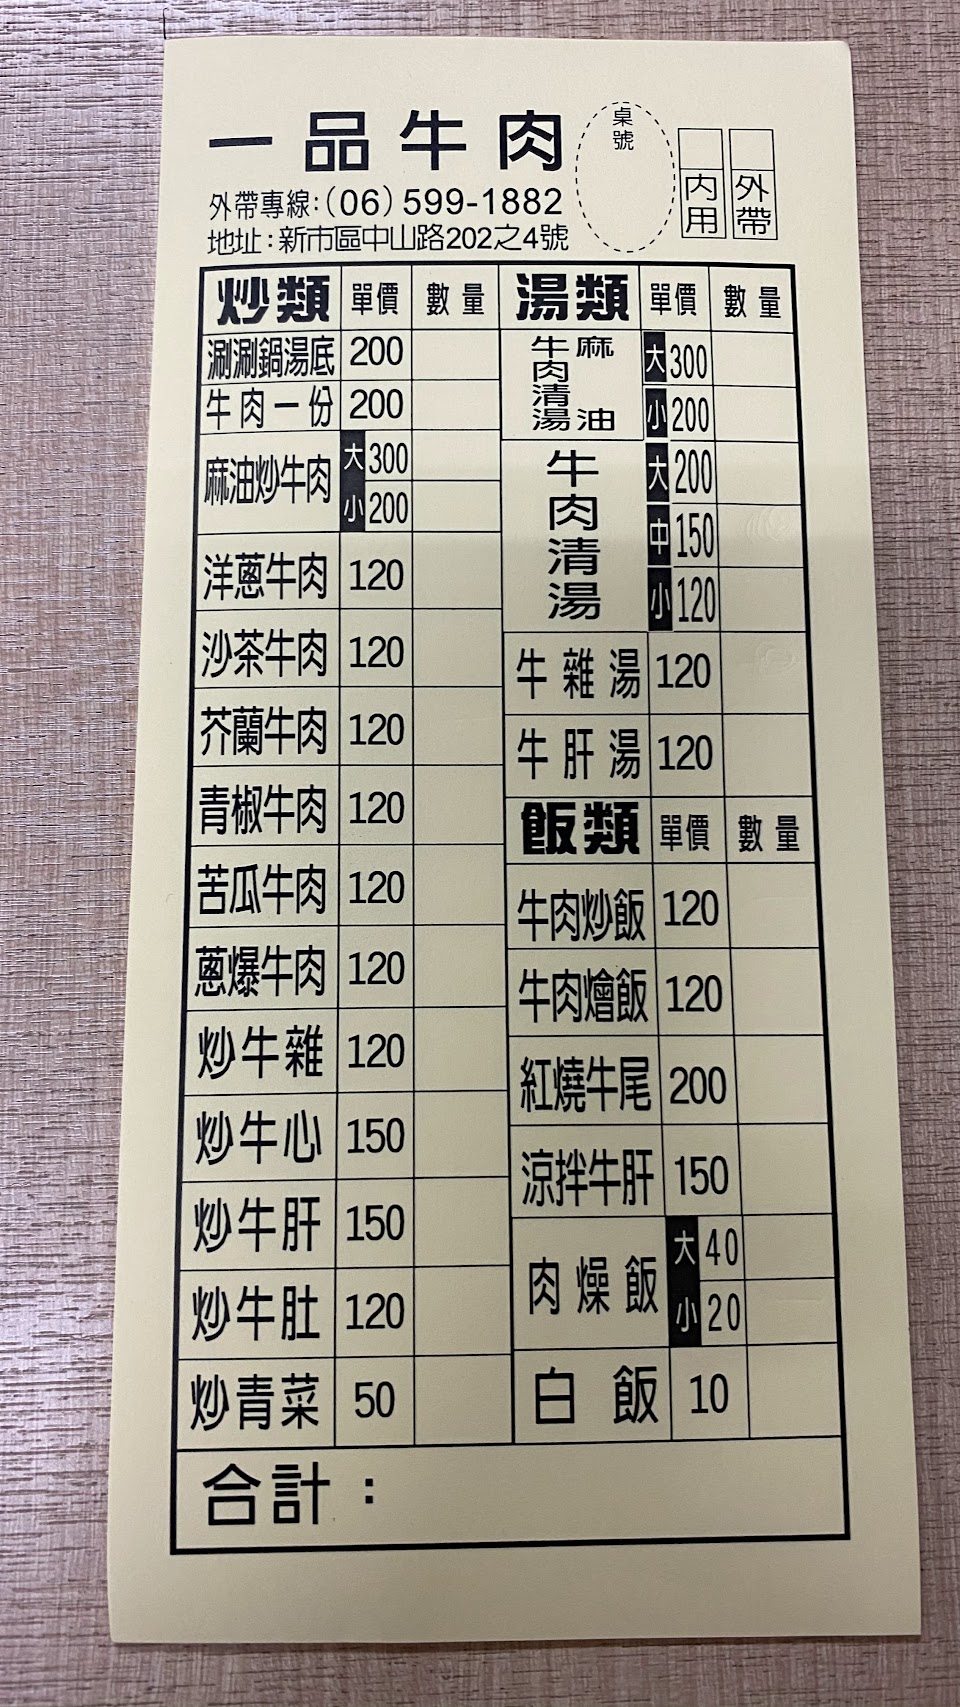 一品牛肉
桌號
內用
外帶
外帶專線:(06)599-1882
地址:新市區中山路202之4號
炒類 單價 數量
涮涮鍋湯底 200
牛肉一份 200
麻油炒牛肉 大 300
小 200
洋蔥牛肉 120
沙茶牛肉 120
芥蘭牛肉 120
青椒牛肉 120
苦瓜牛肉 120
蔥爆牛肉 120
炒牛雜 120
炒牛心 150
炒牛肝 150
炒牛肚 120
炒青菜 50
湯類 單價 數量
麻油牛肉清湯 大 300
小 200
牛肉清湯 大 200
中 150
小 120
牛雜湯 120
牛肝湯 120
飯類 單價 數量
牛肉炒飯 120
牛肉燴飯 120
紅燒牛尾 200
涼拌牛肝 150
肉燥飯 大 40
小 20
白飯 10
合計：